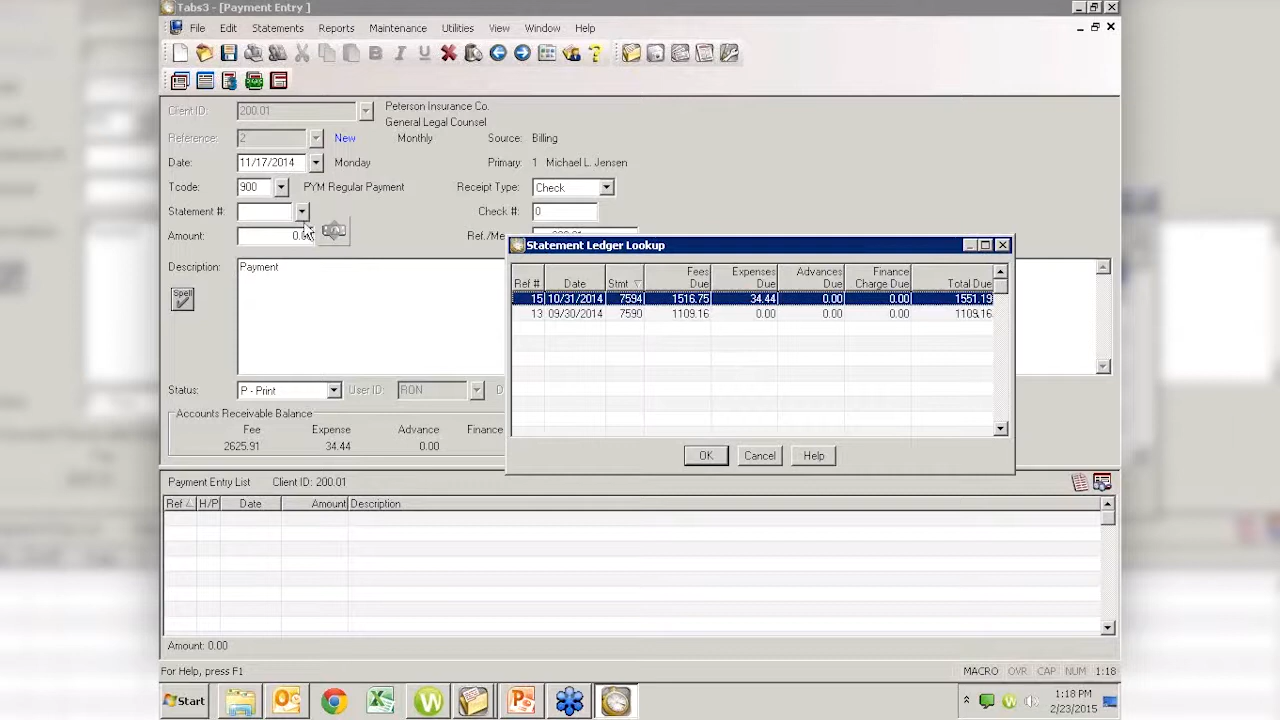 Tabs3 - [Payment Entry ]
File Edit Statements Reports Maintenance Utilities View Window Help
Client ID: 200.01 Peterson Insurance Co.
General Legal Counsel
Reference: 2 New Monthly Source: Billing
Date: 11/17/2014 Monday Primary: 1 Michael L. Jensen
Tcode: 900 PYM Regular Payment Receipt Type: Check
Statement #: Check #: 0
Amount: Ref./Me
Statement Ledger Lookup
Description: Payment
Spell
Ref # Date Stmt Fees Due Expenses Due Advances Due Finance Charge Due Total Due
15 10/31/2014 7594 1516.75 34.44 0.00 0.00 1551.19
13 09/30/2014 7590 1109.16 0.00 0.00 0.00 1109.16
Status: P - Print User ID: RON D
Accounts Receivable Balance
Fee Expense Advance Finance
2625.91 34.44 0.00
OK Cancel Help
Payment Entry List Client ID: 200.01
Ref H/P Date Amount Description
Amount: 0.00
For Help, press F1 MACRO OVR CAP NUM 1:18
Start 1:18 PM
2/23/2015